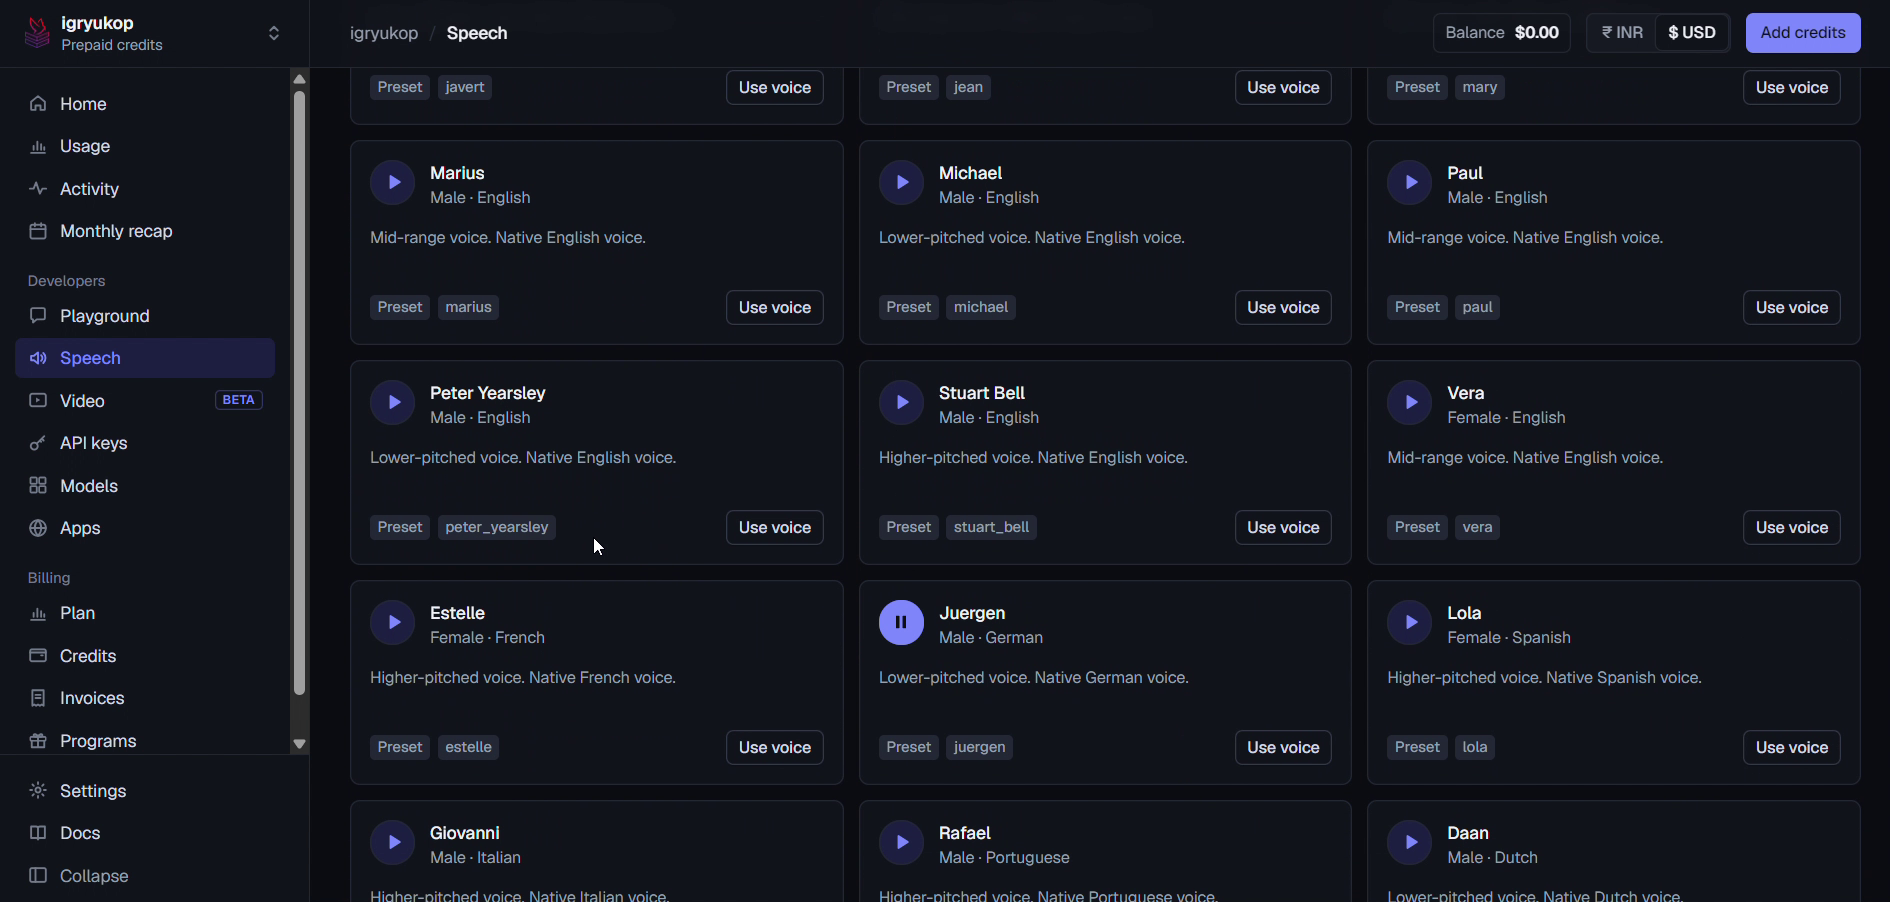 igryukop
Prepaid credits
igryukop / Speech
Balance $0.00
₹ INR
$ USD
Add credits
Home
Usage
Activity
Monthly recap
Developers
Playground
Speech
Video BETA
API keys
Models
Apps
Billing
Plan
Credits
Invoices
Programs
Settings
Docs
Collapse
Preset javert Use voice
Preset jean Use voice
Preset mary Use voice
Marius
Male · English
Mid-range voice. Native English voice.
Preset marius Use voice
Michael
Male · English
Lower-pitched voice. Native English voice.
Preset michael Use voice
Paul
Male · English
Mid-range voice. Native English voice.
Preset paul Use voice
Peter Yearsley
Male · English
Lower-pitched voice. Native English voice.
Preset peter_yearsley Use voice
Stuart Bell
Male · English
Higher-pitched voice. Native English voice.
Preset stuart_bell Use voice
Vera
Female · English
Mid-range voice. Native English voice.
Preset vera Use voice
Estelle
Female · French
Higher-pitched voice. Native French voice.
Preset estelle Use voice
Juergen
Male · German
Lower-pitched voice. Native German voice.
Preset juergen Use voice
Lola
Female · Spanish
Higher-pitched voice. Native Spanish voice.
Preset lola Use voice
Giovanni
Male · Italian
Higher-pitched voice. Native Italian voice.
Rafael
Male · Portuguese
Higher-pitched voice. Native Portuguese voice.
Daan
Male · Dutch
Lower-pitched voice. Native Dutch voice.